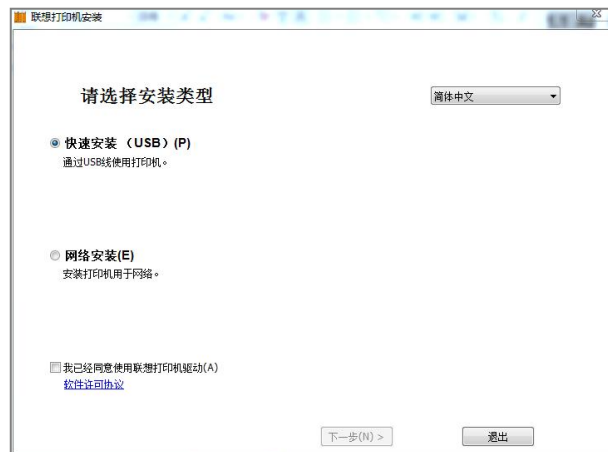 联想打印机安装
请选择安装类型
简体中文
快速安装 （USB）(P)
通过USB线使用打印机。
网络安装(E)
安装打印机用于网络。
我已经同意使用联想打印机驱动(A)
软件许可协议
下一步(N) >
退出